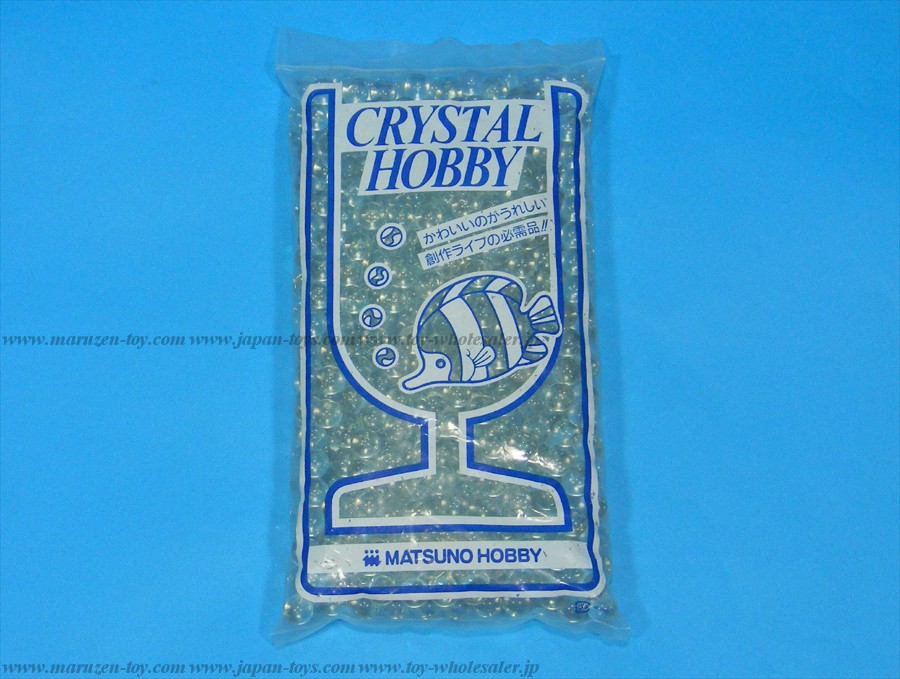 CRYSTAL
HOBBY
かわいいのがうれしい
創作ライフの必需品!!
www.maruzen-toy.com www.japan-toys.com www.toy-wholesaler.jp
MATSUNO HOBBY
www.maruzen-toy.com www.japan-toys.com www.toy-wholesaler.jp